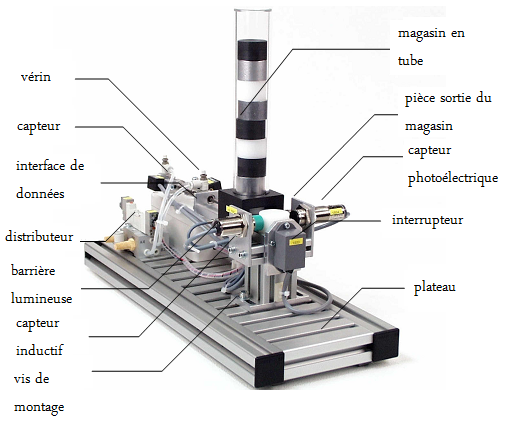 magasin en
tube
vérin
pièce sortie du
magasin
capteur
capteur
photoélectrique
interface de
données
interrupteur
distributeur
barrière
lumineuse
plateau
capteur
inductif
vis de
montage